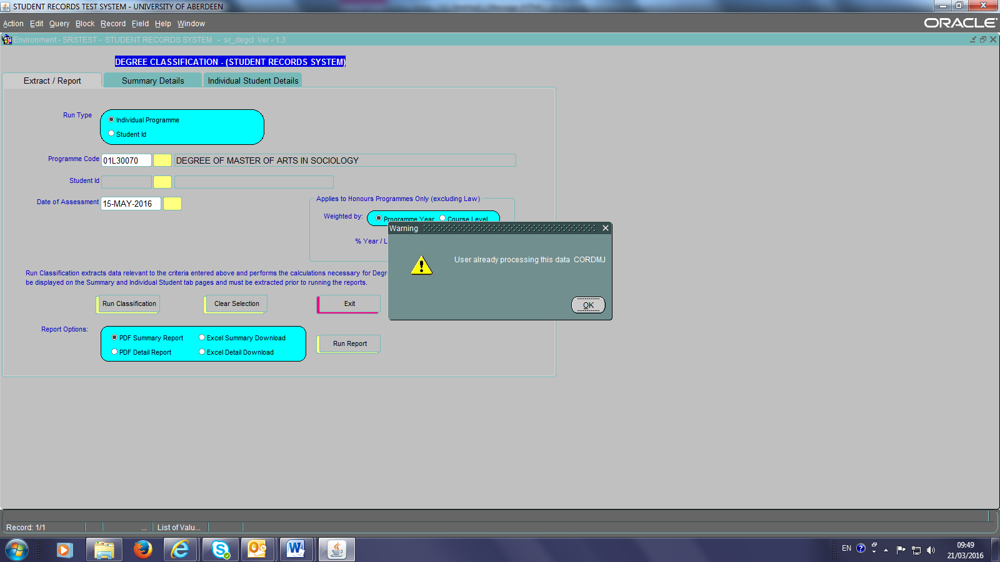 STUDENT RECORDS TEST SYSTEM - UNIVERSITY OF ABERDEEN
Action Edit Query Block Record Field Help Window
ORACLE
Environment - SRSTEST - STUDENT RECORDS SYSTEM - sr_degcl Ver - 1.3
DEGREE CLASSIFICATION - (STUDENT RECORDS SYSTEM)
Extract / Report Summary Details Individual Student Details
Run Type
Individual Programme
Student Id
Programme Code 01L30070 DEGREE OF MASTER OF ARTS IN SOCIOLOGY
Student Id
Date of Assessment 15-MAY-2016
Applies to Honours Programmes Only (excluding Law)
Weighted by: Programme Year Course Level
% Year / L
Warning
User already processing this data CORDMJ
OK
Run Classification extracts data relevant to the criteria entered above and performs the calculations necessary for Degr
be displayed on the Summary and Individual Student tab pages and must be extracted prior to running the reports.
Run Classification Clear Selection Exit
Report Options:
PDF Summary Report Excel Summary Download
PDF Detail Report Excel Detail Download
Run Report
Record: 1/1 ... List of Valu...
EN
09:49
21/03/2016